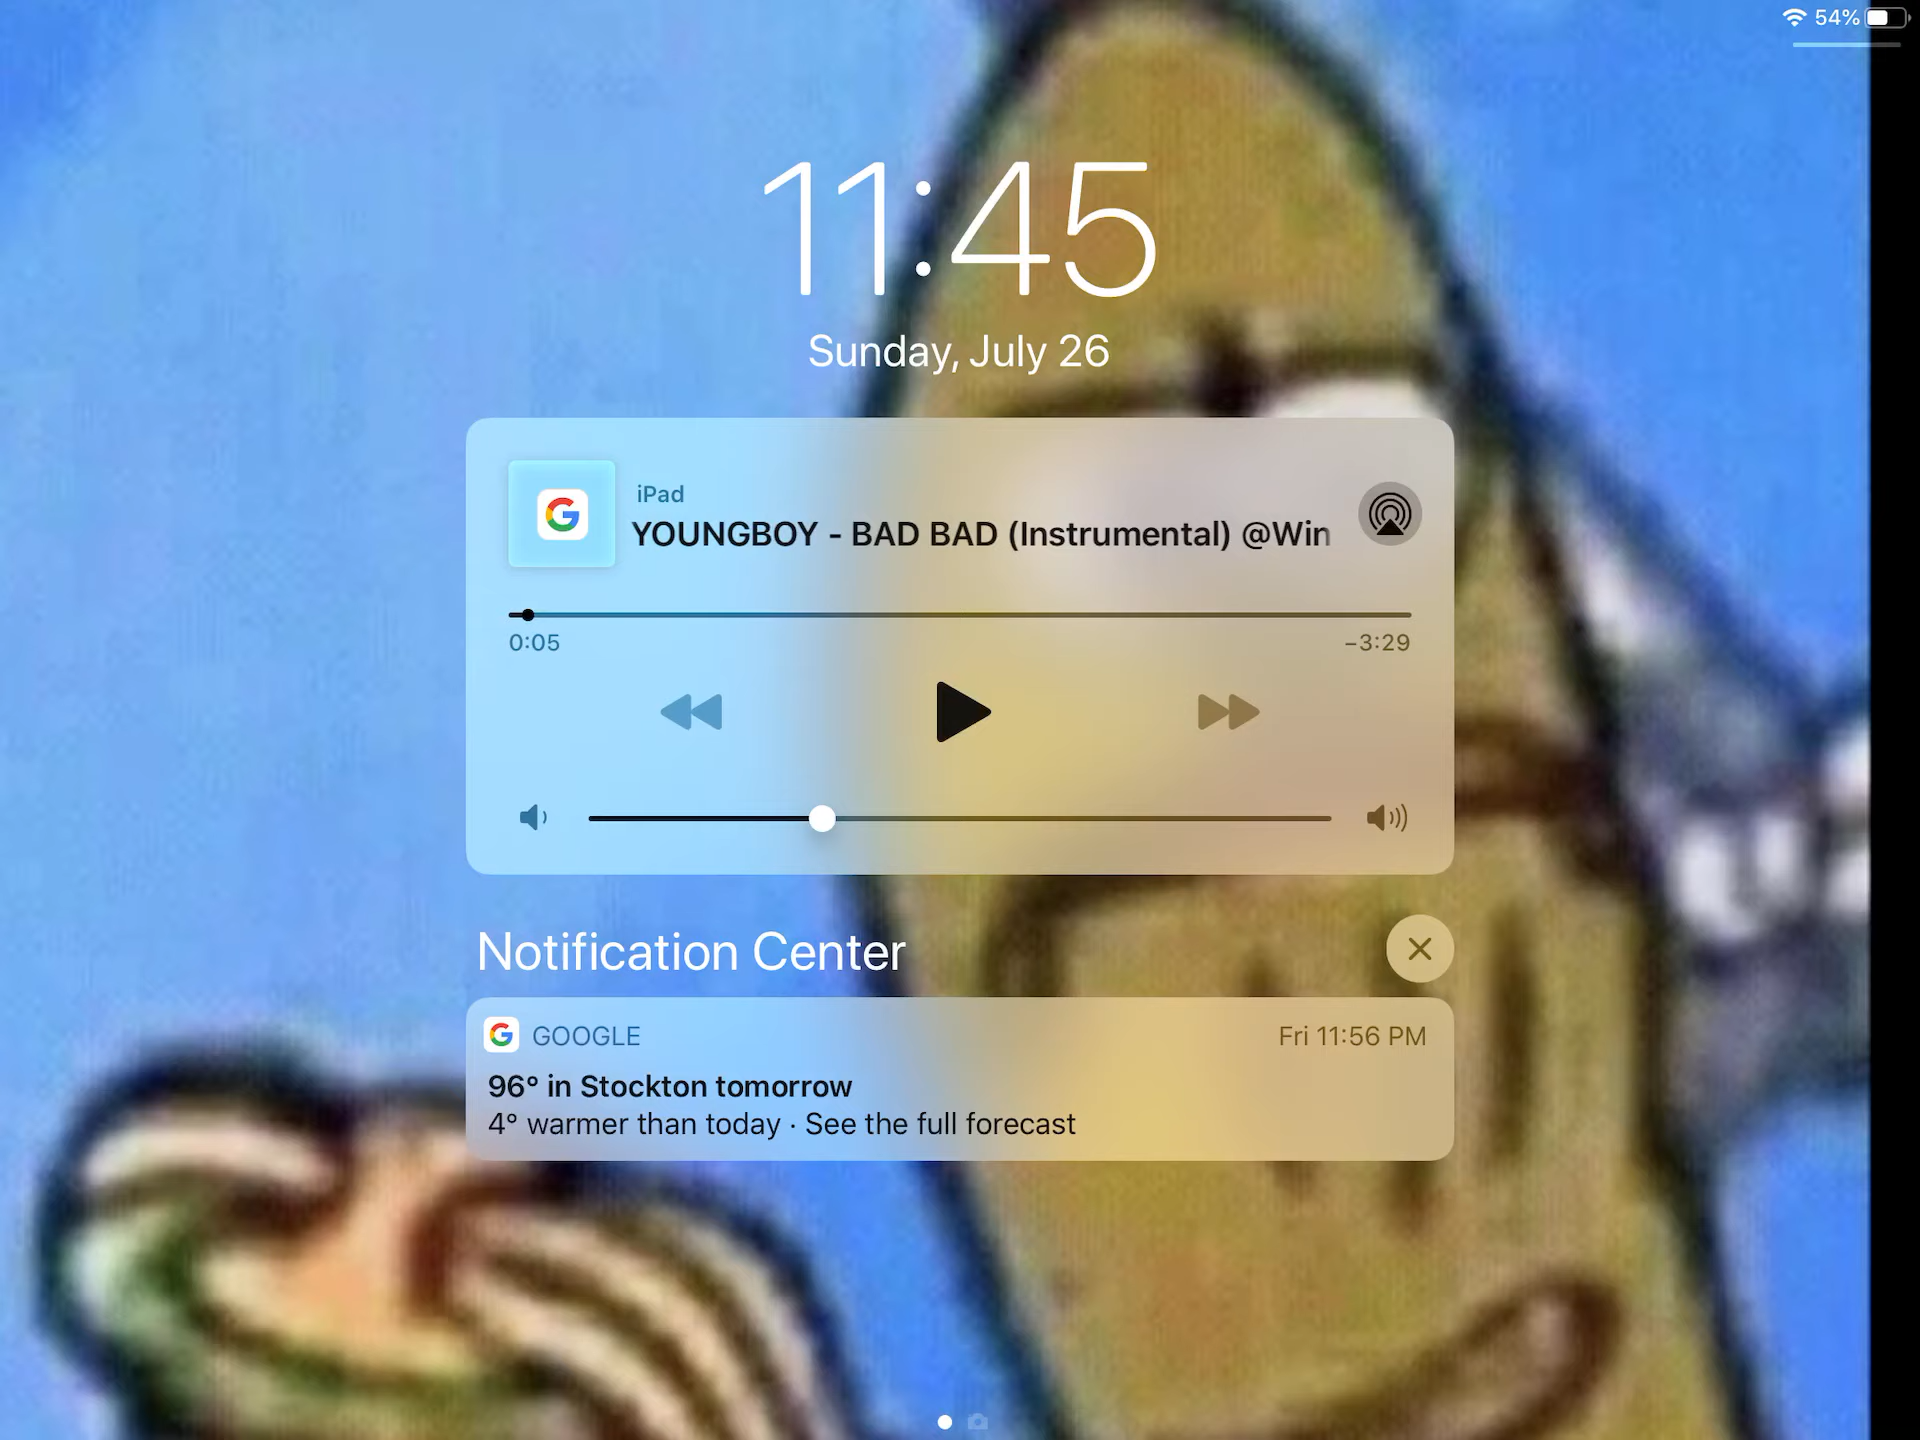 54%
11:45
Sunday, July 26
iPad
YOUNGBOY - BAD BAD (Instrumental) @Win
0:05
−3:29
Notification Center
GOOGLE
Fri 11:56 PM
96° in Stockton tomorrow
4° warmer than today · See the full forecast